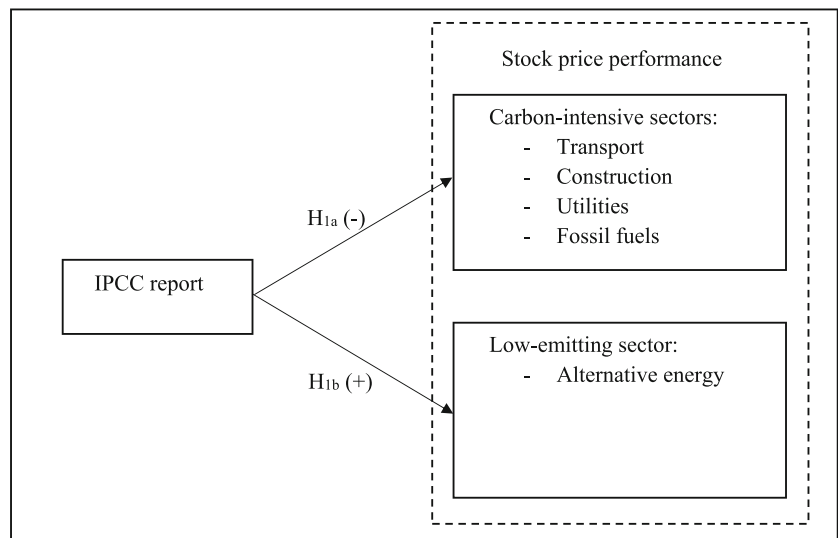 Stock price performance
Carbon-intensive sectors:
- Transport
- Construction
- Utilities
- Fossil fuels
H1a (-)
IPCC report
H1b (+)
Low-emitting sector:
- Alternative energy